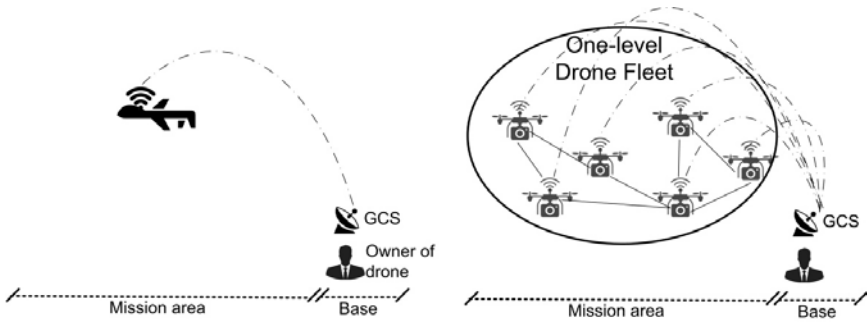 GCS
Owner of
drone
Mission area
Base
One-level
Drone Fleet
GCS
Mission area
Base